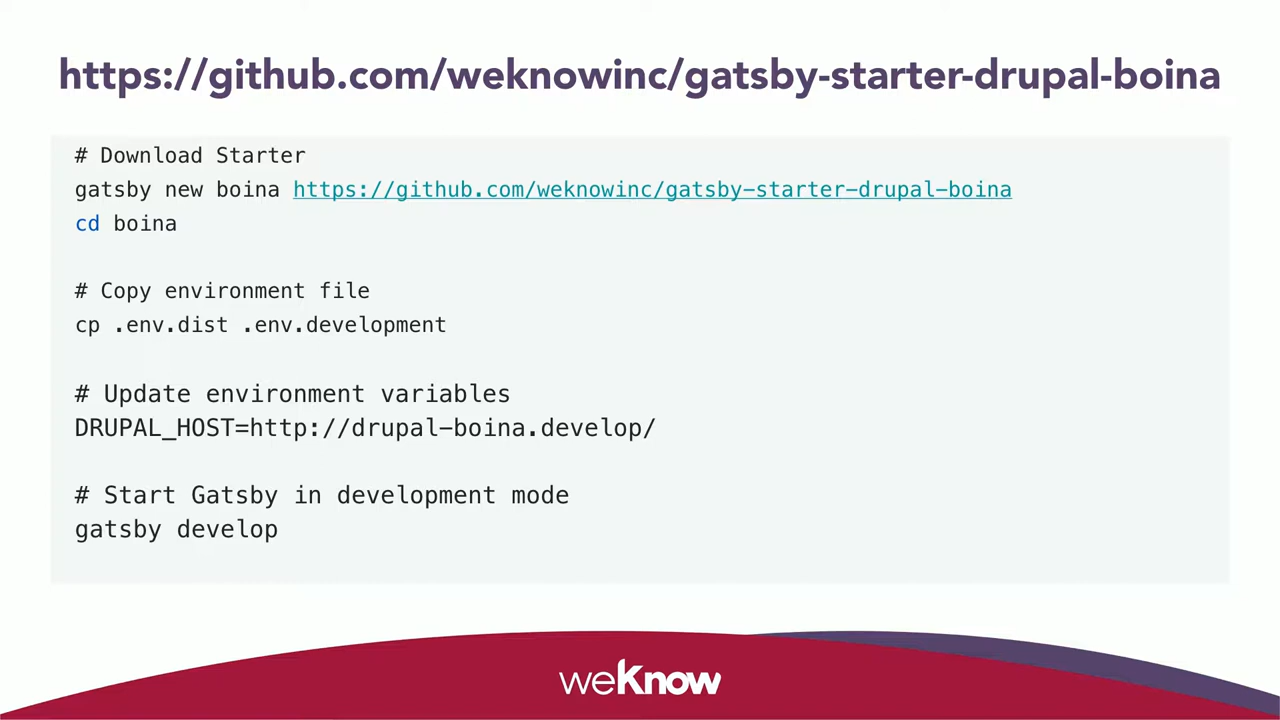 https://github.com/weknowinc/gatsby-starter-drupal-boina
# Download Starter
gatsby new boina https://github.com/weknowinc/gatsby-starter-drupal-boina
cd boina
# Copy environment file
cp .env.dist .env.development
# Update environment variables
DRUPAL_HOST=http://drupal-boina.develop/
# Start Gatsby in development mode
gatsby develop
weKnow